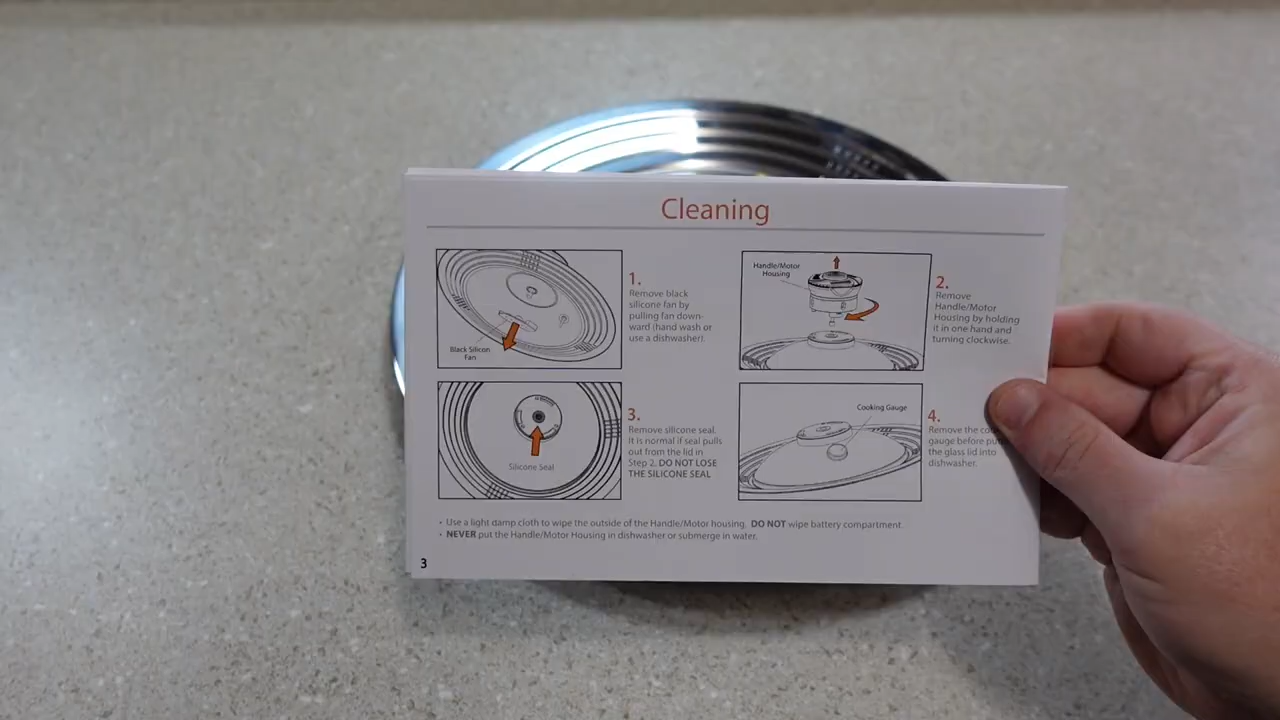 Cleaning
Black Silicon
Fan
1.
Remove black
silicone fan by
pulling fan down-
ward (hand wash or
use a dishwasher).
Handle/Motor
Housing
2.
Remove
Handle/Motor
Housing by holding
it in one hand and
turning clockwise.
Silicone Seal
3.
Remove silicone seal.
It is normal if seal pulls
out from the lid in
Step 2. DO NOT LOSE
THE SILICONE SEAL
Cooking Gauge
4.
Remove the
gauge before
the glass lid into
dishwasher.
• Use a light damp cloth to wipe the outside of the Handle/Motor housing. DO NOT wipe battery compartment.
• NEVER put the Handle/Motor Housing in dishwasher or submerge in water.
3